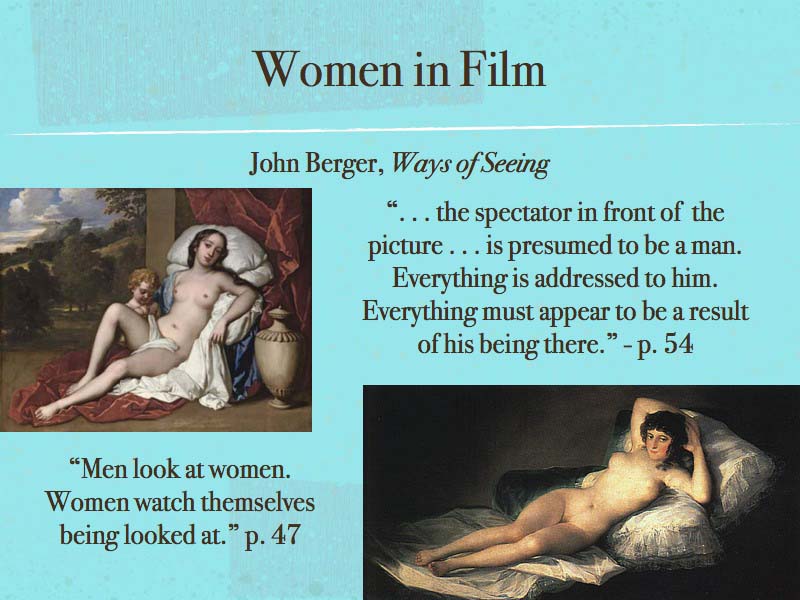 Women in Film
John Berger, Ways of Seeing
“. . . the spectator in front of the
picture . . . is presumed to be a man.
Everything is addressed to him.
Everything must appear to be a result
of his being there.” - p. 54
“Men look at women.
Women watch themselves
being looked at.” p. 47